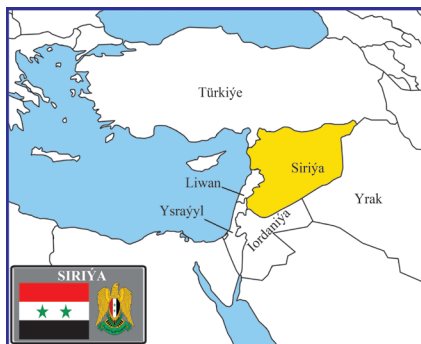 Türkiýe
Siriýa
Liwan
Yrak
Ysraýyl
Iordaniýa
SIRIÝA